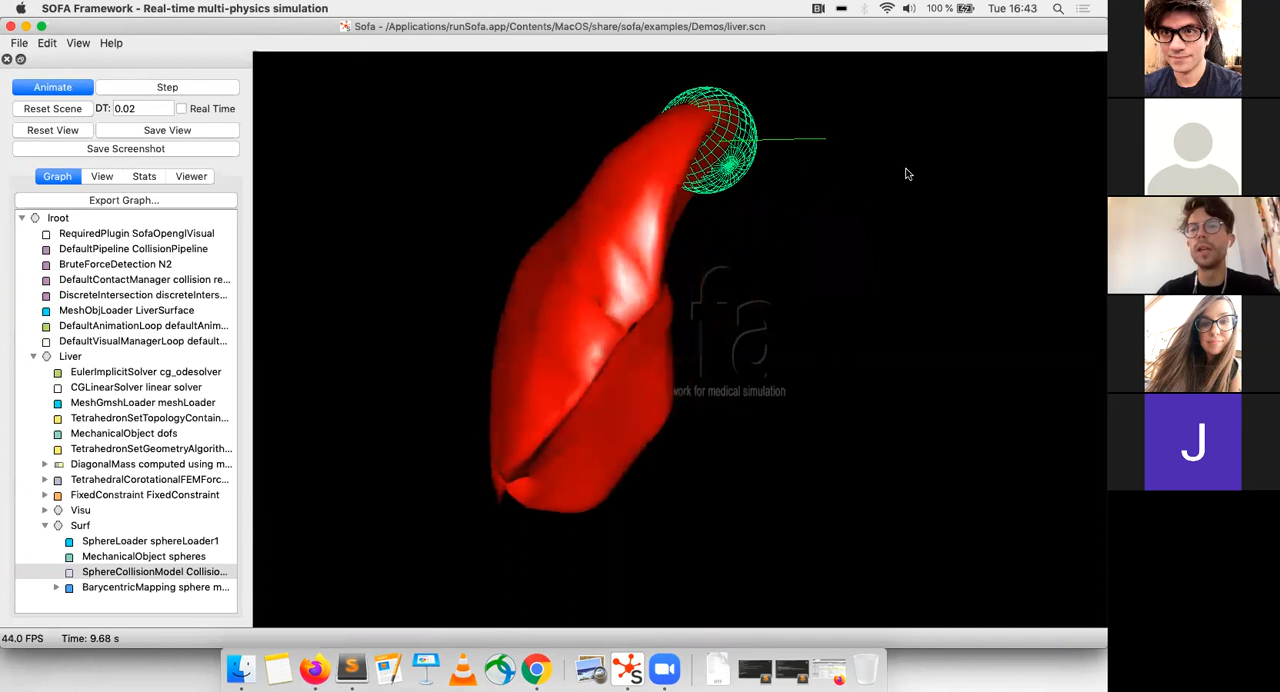 SOFA Framework - Real-time multi-physics simulation
100 %
Tue 16:43
Sofa - /Applications/runSofa.app/Contents/MacOS/share/sofa/examples/Demos/liver.scn
File Edit View Help
Animate Step
Reset Scene DT: 0.02 Real Time
Reset View Save View
Save Screenshot
Graph View Stats Viewer
Export Graph...
lroot
RequiredPlugin SofaOpenglVisual
DefaultPipeline CollisionPipeline
BruteForceDetection N2
DefaultContactManager collision re...
DiscreteIntersection discreteInters...
MeshObjLoader LiverSurface
DefaultAnimationLoop defaultAnim...
DefaultVisualManagerLoop default...
Liver
EulerImplicitSolver cg_odesolver
CGLinearSolver linear solver
MeshGmshLoader meshLoader
TetrahedronSetTopologyContain...
MechanicalObject dofs
TetrahedronSetGeometryAlgorith...
DiagonalMass computed using m...
TetrahedralCorotationalFEMForc...
FixedConstraint FixedConstraint
Visu
Surf
SphereLoader sphereLoader1
MechanicalObject spheres
SphereCollisionModel Collisio...
BarycentricMapping sphere m...
fa
work for medical simulation
J
44.0 FPS Time: 9.68 s
S